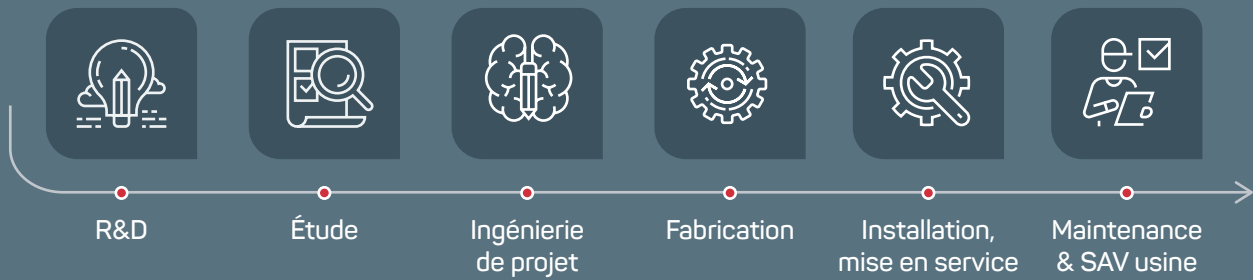 R&D
Étude
Ingénierie
de projet
Fabrication
Installation,
mise en service
Maintenance
& SAV usine